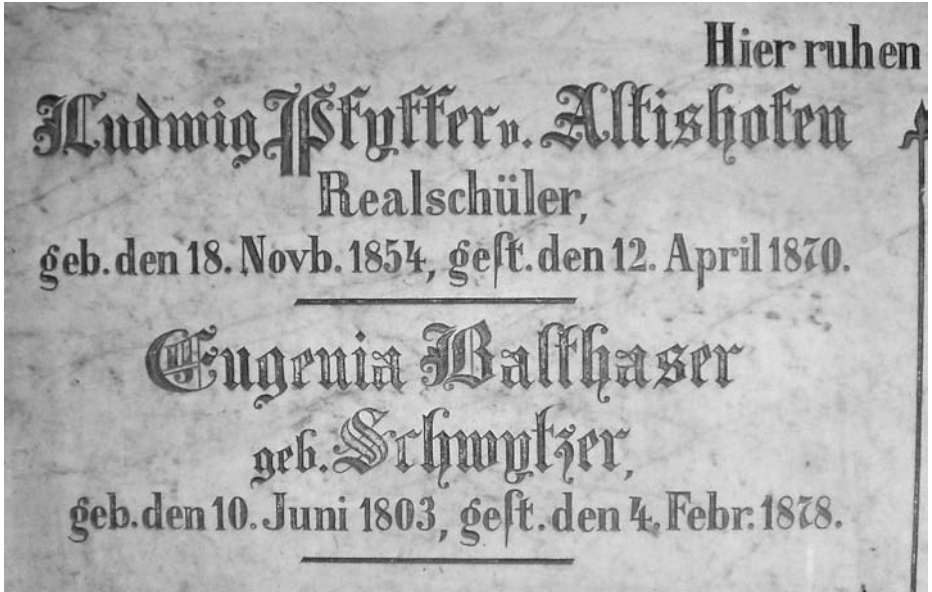 Hier ruhen
Ludwig Pfyffer v. Altishofen
Realschüler,
geb. den 18. Novb. 1854, geſt. den 12. April 1870.
Eugenia Balthaser
geb. Schwytzer,
geb. den 10. Juni 1803, geſt. den 4. Febr. 1878.